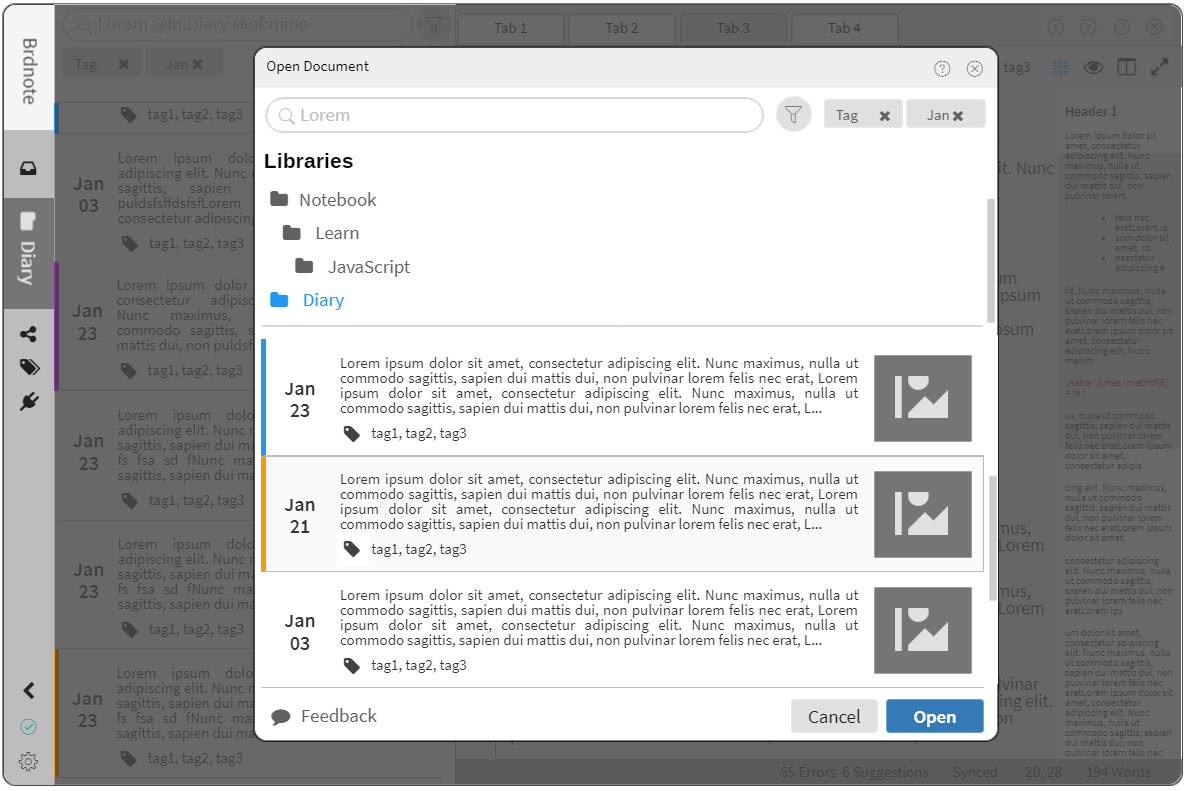 Brdnote
Diary
Lorem @in:Diary @of:mine
Tag ✖ Jan ✖
tag1, tag2, tag3
Lorem ipsum dolo
adipiscing elit. Nunc
sagittis, sapien
puldsfsffdsfsfLorem
consectetur adipiscing
Jan
03
tag1, tag2, tag3
Lorem ipsum dolor
consectetur adipisc
Nunc maximus,
commodo sagittis, s
mattis dui, non puldsf
Jan
23
tag1, tag2, tag3
Lorem ipsum dolo
adipiscing elit. Nunc
sagittis, sapien dui m
fs fsa sd fNunc ma
sagittis, sapien dui ma
Jan
23
tag1, tag2, tag3
Lorem ipsum dolo
adipiscing elit. Nunc
sagittis, sapien dui m
fs fsa sd fNunc ma
sagittis, sapien dui ma
Jan
23
tag1, tag2, tag3
Lorem ipsum dolo
adipiscing elit. Nunc
sagittis, sapien dui m
fs fsa sd fNunc ma
sagittis, sapien dui ma
Jan
23
tag1, tag2, tag3
Tab 1 Tab 2 Tab 3 Tab 4
tag3
Open Document
Lorem
Tag ✖ Jan ✖
Libraries
Notebook
Learn
JavaScript
Diary
Jan
23
Lorem ipsum dolor sit amet, consectetur adipiscing elit. Nunc maximus, nulla ut
commodo sagittis, sapien dui mattis dui, non pulvinar lorem felis nec erat, Lorem
ipsum dolor sit amet, consectetur adipiscing elit. Nunc maximus, nulla ut
commodo sagittis, sapien dui mattis dui, non pulvinar lorem felis nec erat, L...
tag1, tag2, tag3
Jan
21
Lorem ipsum dolor sit amet, consectetur adipiscing elit. Nunc maximus, nulla ut
commodo sagittis, sapien dui mattis dui, non pulvinar lorem felis nec erat, Lorem
ipsum dolor sit amet, consectetur adipiscing elit. Nunc maximus, nulla ut
commodo sagittis, sapien dui mattis dui, non pulvinar lorem felis nec erat, L...
tag1, tag2, tag3
Jan
03
Lorem ipsum dolor sit amet, consectetur adipiscing elit. Nunc maximus, nulla ut
commodo sagittis, sapien dui mattis dui, non pulvinar lorem felis nec erat, Lorem
ipsum dolor sit amet, consectetur adipiscing elit. Nunc maximus, nulla ut
commodo sagittis, sapien dui mattis dui, non pulvinar lorem felis nec erat, L...
tag1, tag2, tag3
Feedback
Cancel Open
it. Nunc
ipsum
Lorem
Lorem
ing elit.
Header 1
Lorem ipsum dolor sit
amet, consectetur
adipiscing elit. Nunc
maximus, nulla ut
commodo sagittis, sapien
dui mattis dui, non
pulvinar lorem
• felis nec
eratLorem ip
• sum dolor sit
amet, co
• nsectetur
adipiscing e
lit. Nunc maximus, nulla
ut commodo sagittis,
sapien dui mattis dui, non
pulvinar lorem felis nec
eratLorem ipsum dolor sit
amet, consectetur
adipiscing elit. Nunc
maxim
\nabla \times \mathbf{E}
= \a |
us, nulla ut commodo
sagittis, sapien dui mattis
dui, non pulvinar lorem
felis nec eratLorem ipsum
dolor sit amet,
consectetur adipis
cing elit. Nunc maximus,
nulla ut commodo
sagittis, sapien dui mattis
dui, non pulvinar lorem
felis nec eratLorem ipsum
dolor sit amet,
consectetur adipiscing
elit. Nunc maximus, nulla
ut commodo sagittis,
sapien dui mattis dui, non
pulvinar lorem felis nec
eratLorem ips
um dolor sit amet,
consectetur adipiscing
elit. Nunc maximus, nulla
ut commodo sagittis,
sapien dui mattis dui, non
pulvinar lorem felis nec
eratLorem ipsum dolor sit
amet, consectetur
adipiscing elit. Nunc
maximus, nulla ut
commodo sagittis, sapien
dui mattis dui, non
pulvinar lorem felis nec
55 Errors 6 Suggestions Synced 20, 28 194 Words